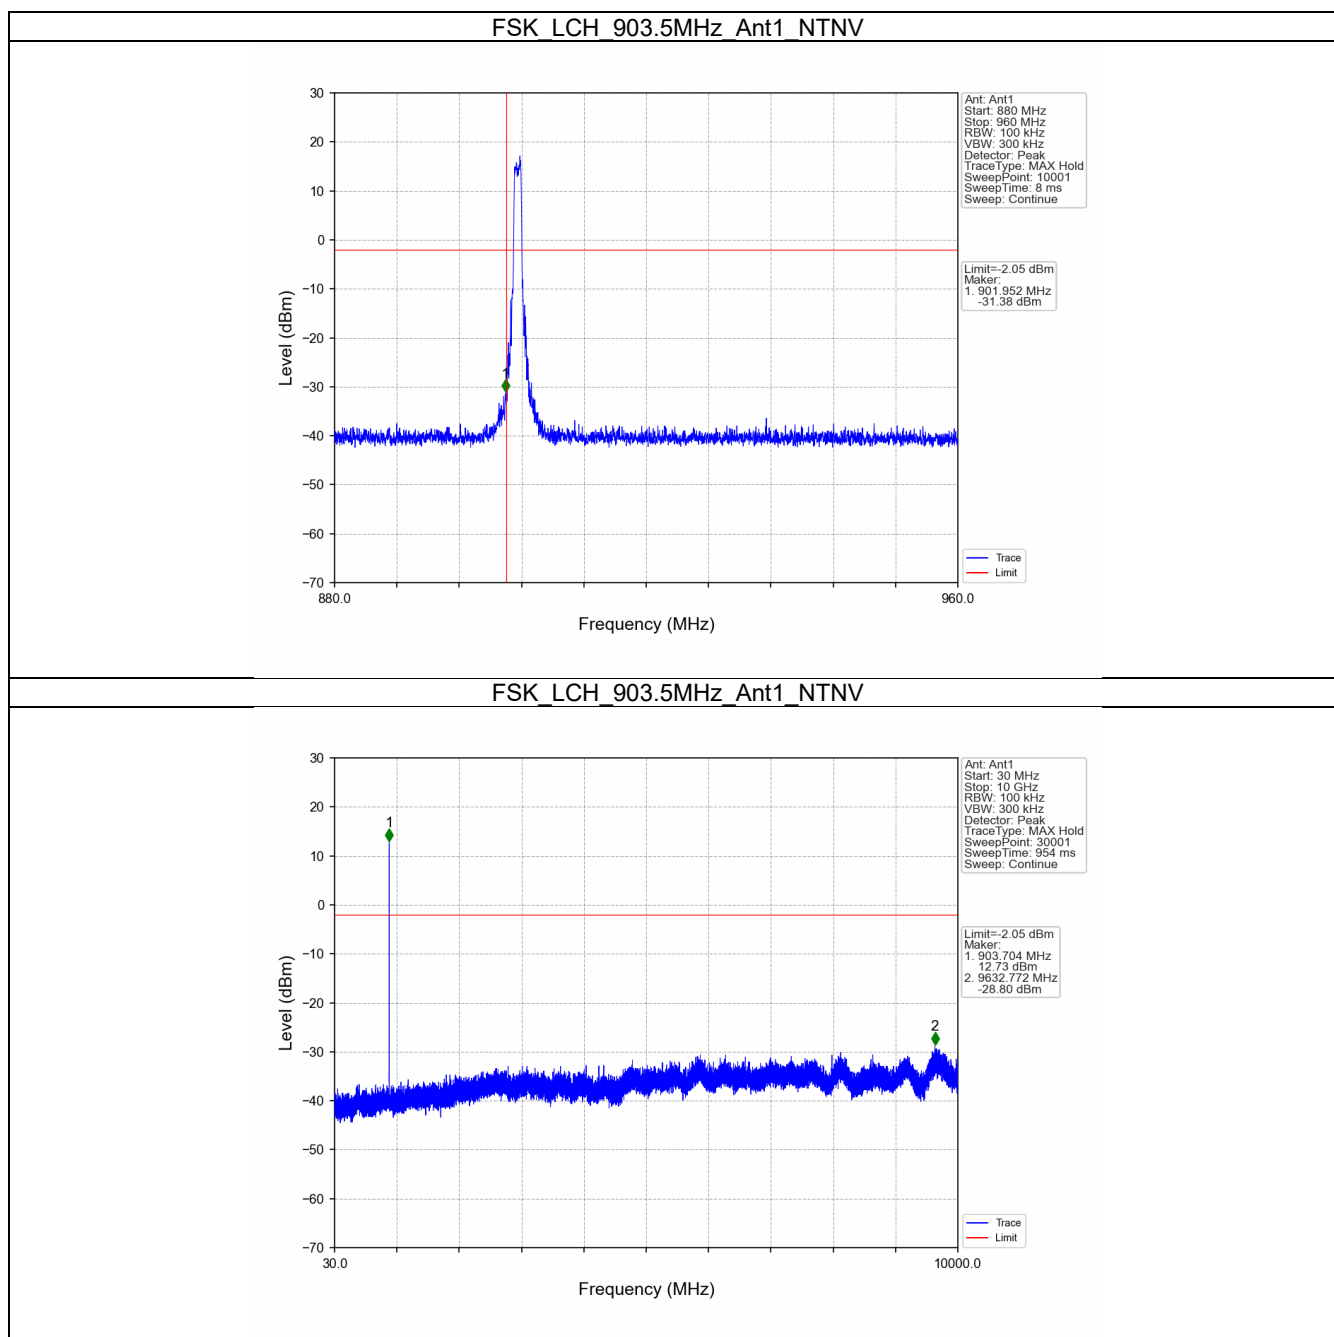 FSK_LCH_903.5MHz_Ant1_NTNV
30
20
10
0
−10
−20
−30
−40
−50
−60
−70
Level (dBm)
1
880.0
960.0
Frequency (MHz)
Ant: Ant1
Start: 880 MHz
Stop: 960 MHz
RBW: 100 kHz
VBW: 300 kHz
Detector: Peak
TraceType: MAX Hold
SweepPoint: 10001
SweepTime: 8 ms
Sweep: Continue
Limit=-2.05 dBm
Maker:
1. 901.952 MHz
-31.38 dBm
Trace
Limit
FSK_LCH_903.5MHz_Ant1_NTNV
30
20
10
0
−10
−20
−30
−40
−50
−60
−70
Level (dBm)
1
2
30.0
10000.0
Frequency (MHz)
Ant: Ant1
Start: 30 MHz
Stop: 10 GHz
RBW: 100 kHz
VBW: 300 kHz
Detector: Peak
TraceType: MAX Hold
SweepPoint: 30001
SweepTime: 954 ms
Sweep: Continue
Limit=-2.05 dBm
Maker:
1. 903.704 MHz
12.73 dBm
2. 9632.772 MHz
-28.80 dBm
Trace
Limit